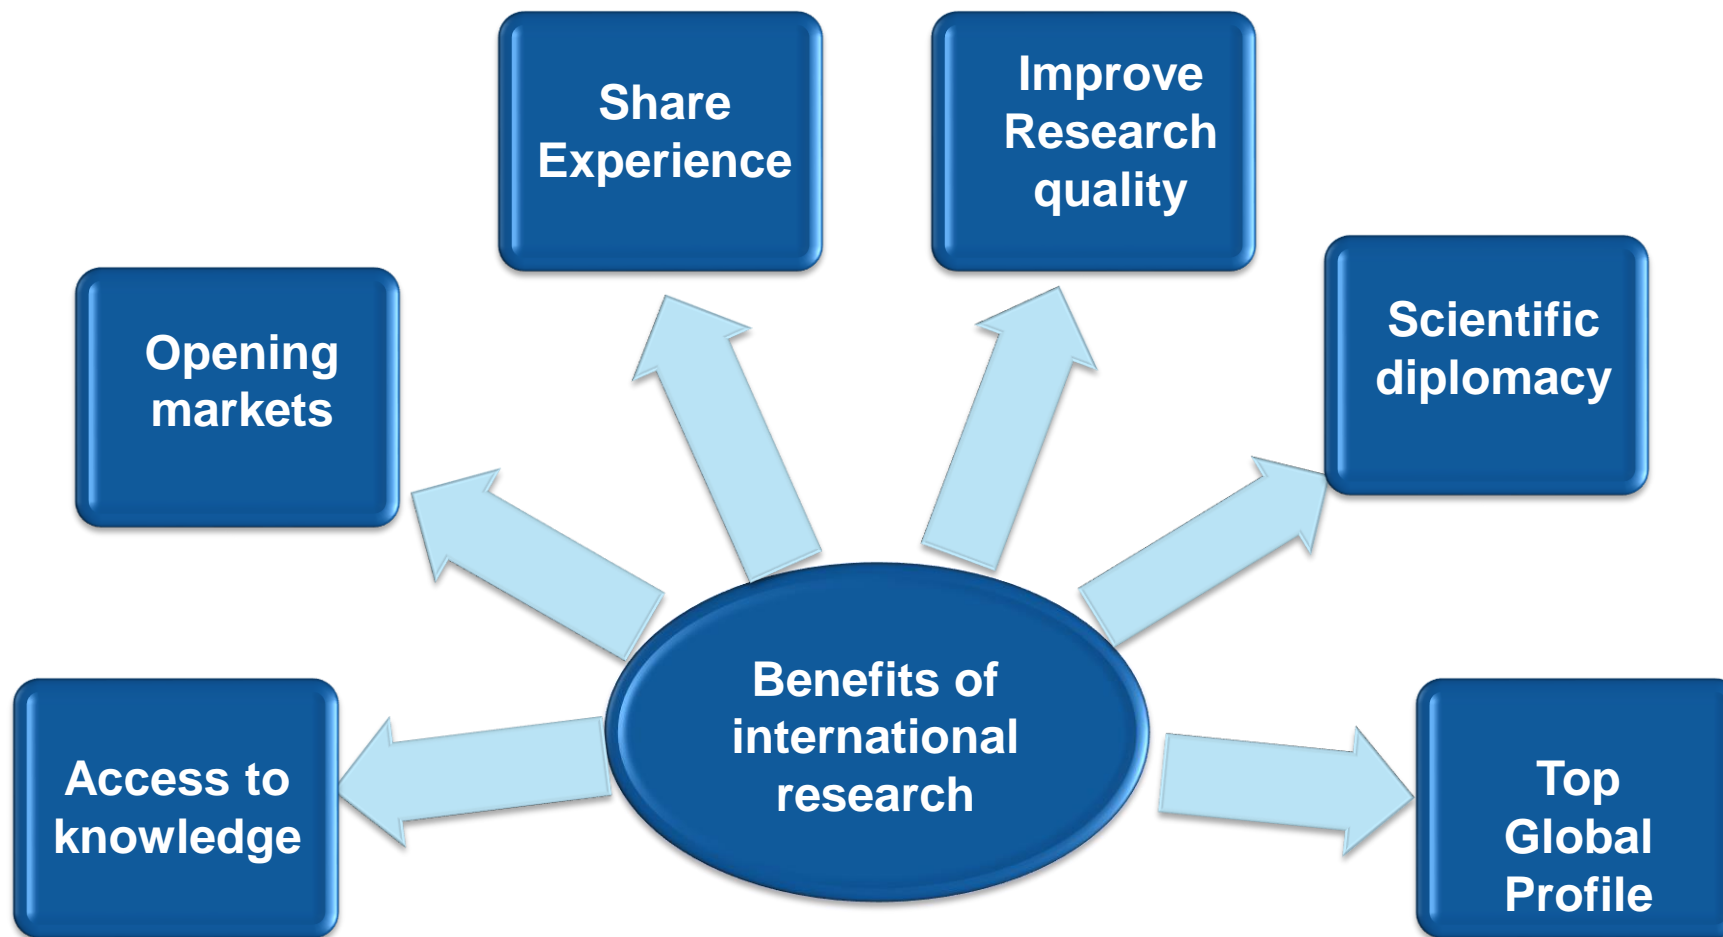 Share
Experience
Improve
Research
quality
Opening
markets
Scientific
diplomacy
Benefits of
international
research
Access to
knowledge
Top
Global
Profile